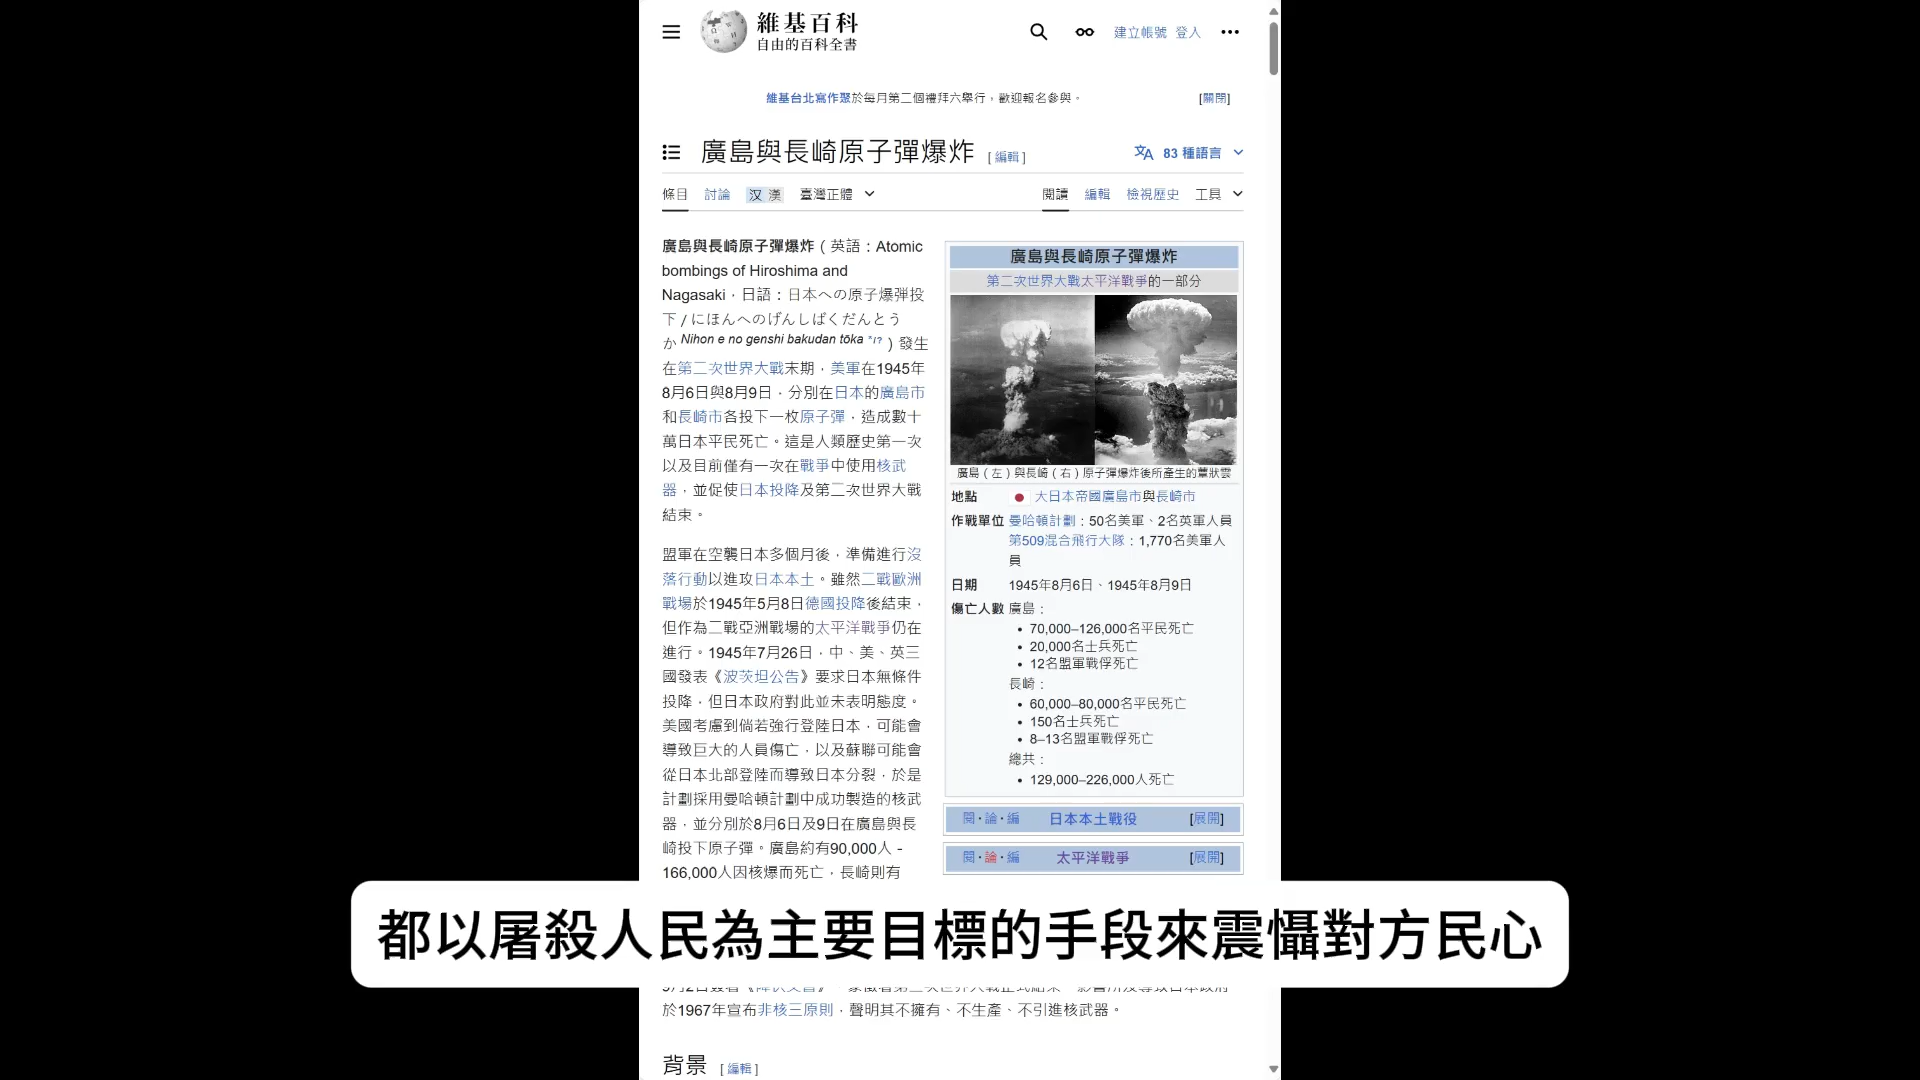 維基百科
自由的百科全書
建立帳號 登入
維基台北寫作聚於每月第二個禮拜六舉行，歡迎報名參與。
[關閉]
廣島與長崎原子彈爆炸 [編輯]
83 種語言
條目 討論 汉 漢 臺灣正體
閱讀 編輯 檢視歷史 工具
廣島與長崎原子彈爆炸（英語：Atomic
bombings of Hiroshima and
Nagasaki，日語：日本への原子爆弾投
下 / にほんへのげんしばくだんとう
か Nihon e no genshi bakudan tōka */?）發生
在第二次世界大戰末期，美軍在1945年
8月6日與8月9日，分別在日本的廣島市
和長崎市各投下一枚原子彈，造成數十
萬日本平民死亡。這是人類歷史第一次
以及目前僅有一次在戰爭中使用核武
器，並促使日本投降及第二次世界大戰
結束。
盟軍在空襲日本多個月後，準備進行沒
落行動以進攻日本本土。雖然二戰歐洲
戰場於1945年5月8日德國投降後結束，
但作為二戰亞洲戰場的太平洋戰爭仍在
進行。1945年7月26日，中、美、英三
國發表《波茨坦公告》要求日本無條件
投降，但日本政府對此並未表明態度。
美國考慮到倘若強行登陸日本，可能會
導致巨大的人員傷亡，以及蘇聯可能會
從日本北部登陸而導致日本分裂，於是
計劃採用曼哈頓計劃中成功製造的核武
器，並分別於8月6日及9日在廣島與長
崎投下原子彈。廣島約有90,000人 -
166,000人因核爆而死亡，長崎則有
廣島與長崎原子彈爆炸
第二次世界大戰太平洋戰爭的一部分
廣島（左）與長崎（右）原子彈爆炸後所產生的蕈狀雲
地點 大日本帝國廣島市與長崎市
作戰單位 曼哈頓計劃：50名美軍、2名英軍人員
第509混合飛行大隊：1,770名美軍人
員
日期 1945年8月6日、1945年8月9日
傷亡人數 廣島：
• 70,000–126,000名平民死亡
• 20,000名士兵死亡
• 12名盟軍戰俘死亡
長崎：
• 60,000–80,000名平民死亡
• 150名士兵死亡
• 8–13名盟軍戰俘死亡
總共：
• 129,000–226,000人死亡
閱·論·編 日本本土戰役 [展開]
閱·論·編 太平洋戰爭 [展開]
都以屠殺人民為主要目標的手段來震懾對方民心
於1967年宣布非核三原則，聲明其不擁有、不生產、不引進核武器。
背景 [編輯]